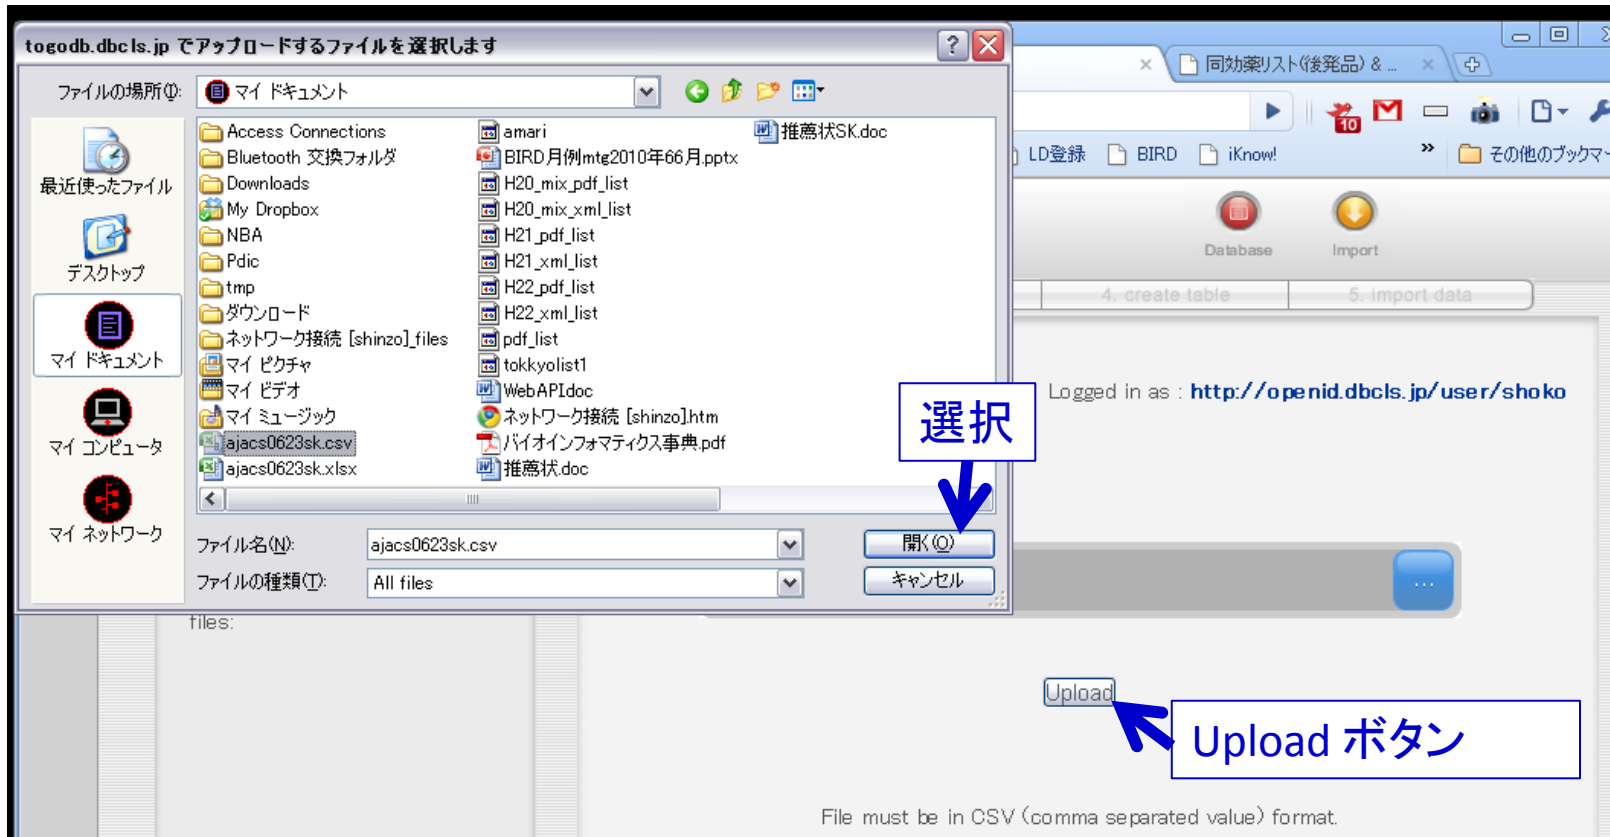 togodb.dbcls.jp でアップロードするファイルを選択します
ファイルの場所(I):
マイ ドキュメント
最近使ったファイル
デスクトップ
マイ ドキュメント
マイ コンピュータ
マイ ネットワーク
Access Connections
Bluetooth 交換フォルダ
Downloads
My Dropbox
NBA
Pdic
tmp
ダウンロード
ネットワーク接続 [shinzo]_files
マイ ピクチャ
マイ ビデオ
マイ ミュージック
ajacs0623sk.csv
ajacs0623sk.xlsx
amari
BIRD月例mtg2010年66月.pptx
H20_mix_pdf_list
H20_mix_xml_list
H21_pdf_list
H21_xml_list
H22_pdf_list
H22_xml_list
pdf_list
tokkyolist1
WebAPI.doc
ネットワーク接続 [shinzo].htm
バイオインフォマティクス事典.pdf
推薦状.doc
推薦状SK.doc
ファイル名(N):
ajacs0623sk.csv
開く(O)
ファイルの種類(T):
All files
キャンセル
選択
同効薬リスト(後発品) & ...
10
LD登録
BIRD
iKnow!
»
その他のブックマー
Database
Import
4. create table
5. import data
Logged in as : http://openid.dbcls.jp/user/shoko
...
files:
Upload
Upload ボタン
File must be in CSV (comma separated value) format.